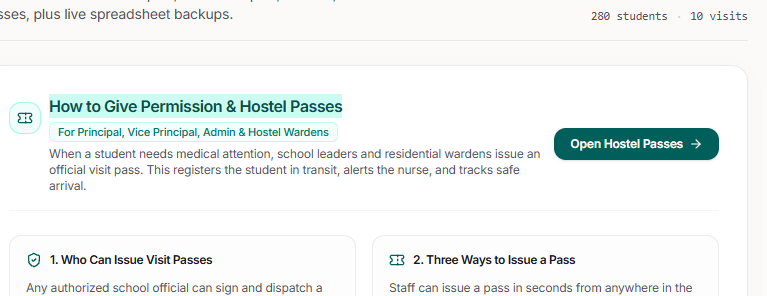 sses, plus live spreadsheet backups.
280 students · 10 visits
How to Give Permission & Hostel Passes
For Principal, Vice Principal, Admin & Hostel Wardens
When a student needs medical attention, school leaders and residential wardens issue an
official visit pass. This registers the student in transit, alerts the nurse, and tracks safe
arrival.
Open Hostel Passes →
1. Who Can Issue Visit Passes
Any authorized school official can sign and dispatch a
2. Three Ways to Issue a Pass
Staff can issue a pass in seconds from anywhere in the